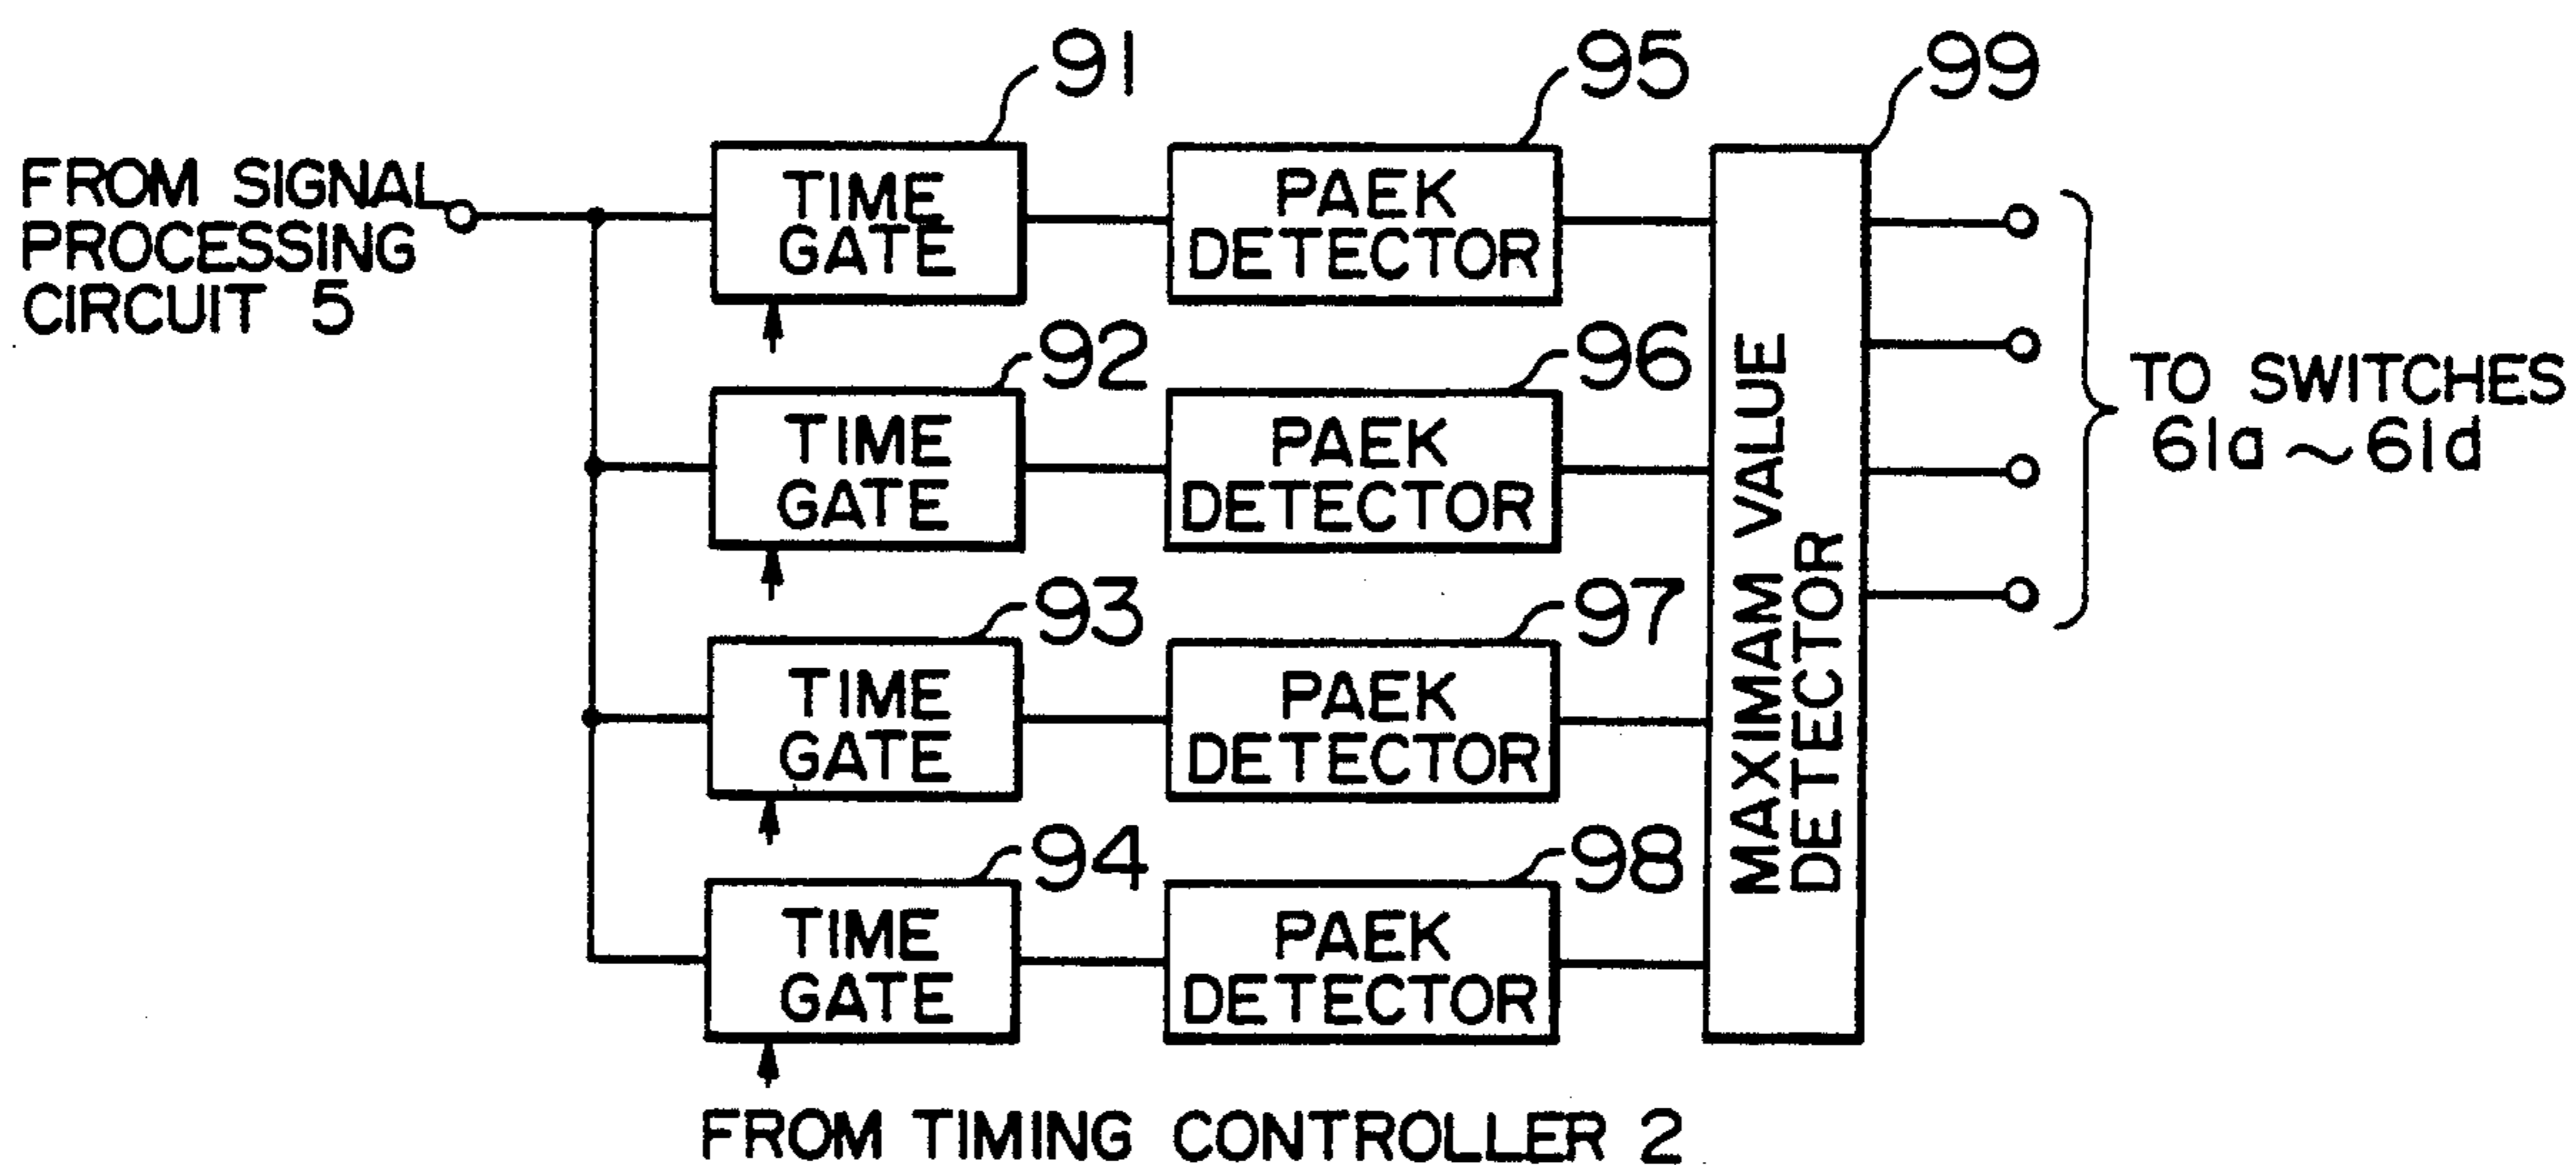 91
95
99
FROM SIGNAL
PROCESSING
CIRCUIT 5
TIME
GATE
PAEK
DETECTOR
92
96
TIME
GATE
PAEK
DETECTOR
MAXIMAM VALUE
DETECTOR
TO SWITCHES
61a ~ 61d
93
97
TIME
GATE
PAEK
DETECTOR
94
98
TIME
GATE
PAEK
DETECTOR
FROM TIMING CONTROLLER 2